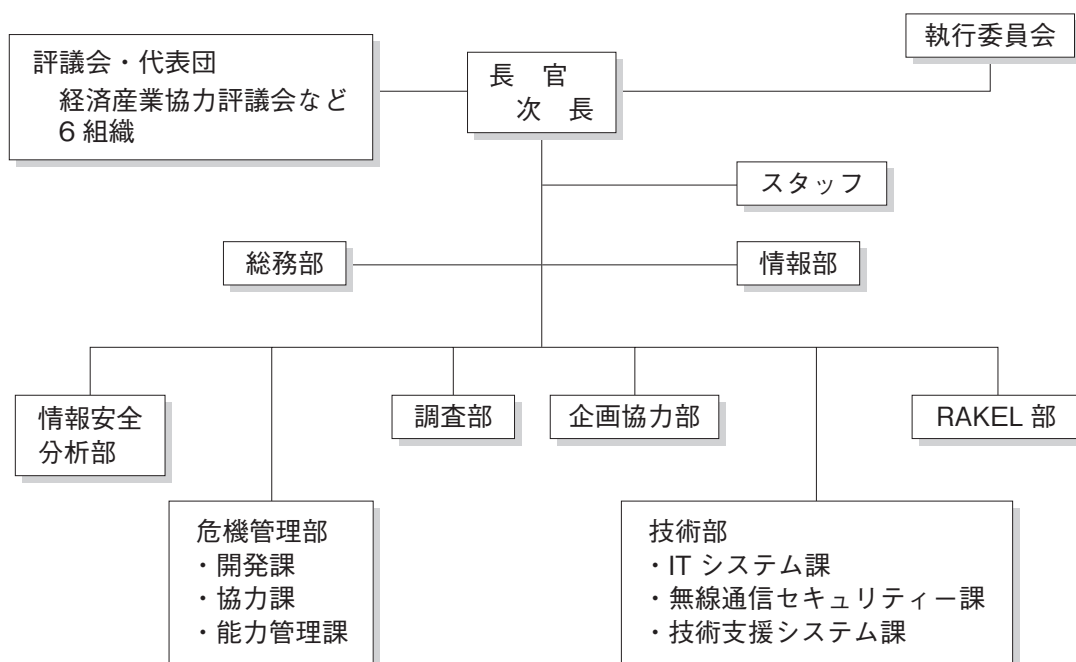 執行委員会
評議会・代表団
経済産業協力評議会など
6 組織
長 官
次 長
スタッフ
総務部
情報部
情報安全
分析部
調査部
企画協力部
RAKEL 部
危機管理部
・開発課
・協力課
・能力管理課
技術部
・IT システム課
・無線通信セキュリティー課
・技術支援システム課